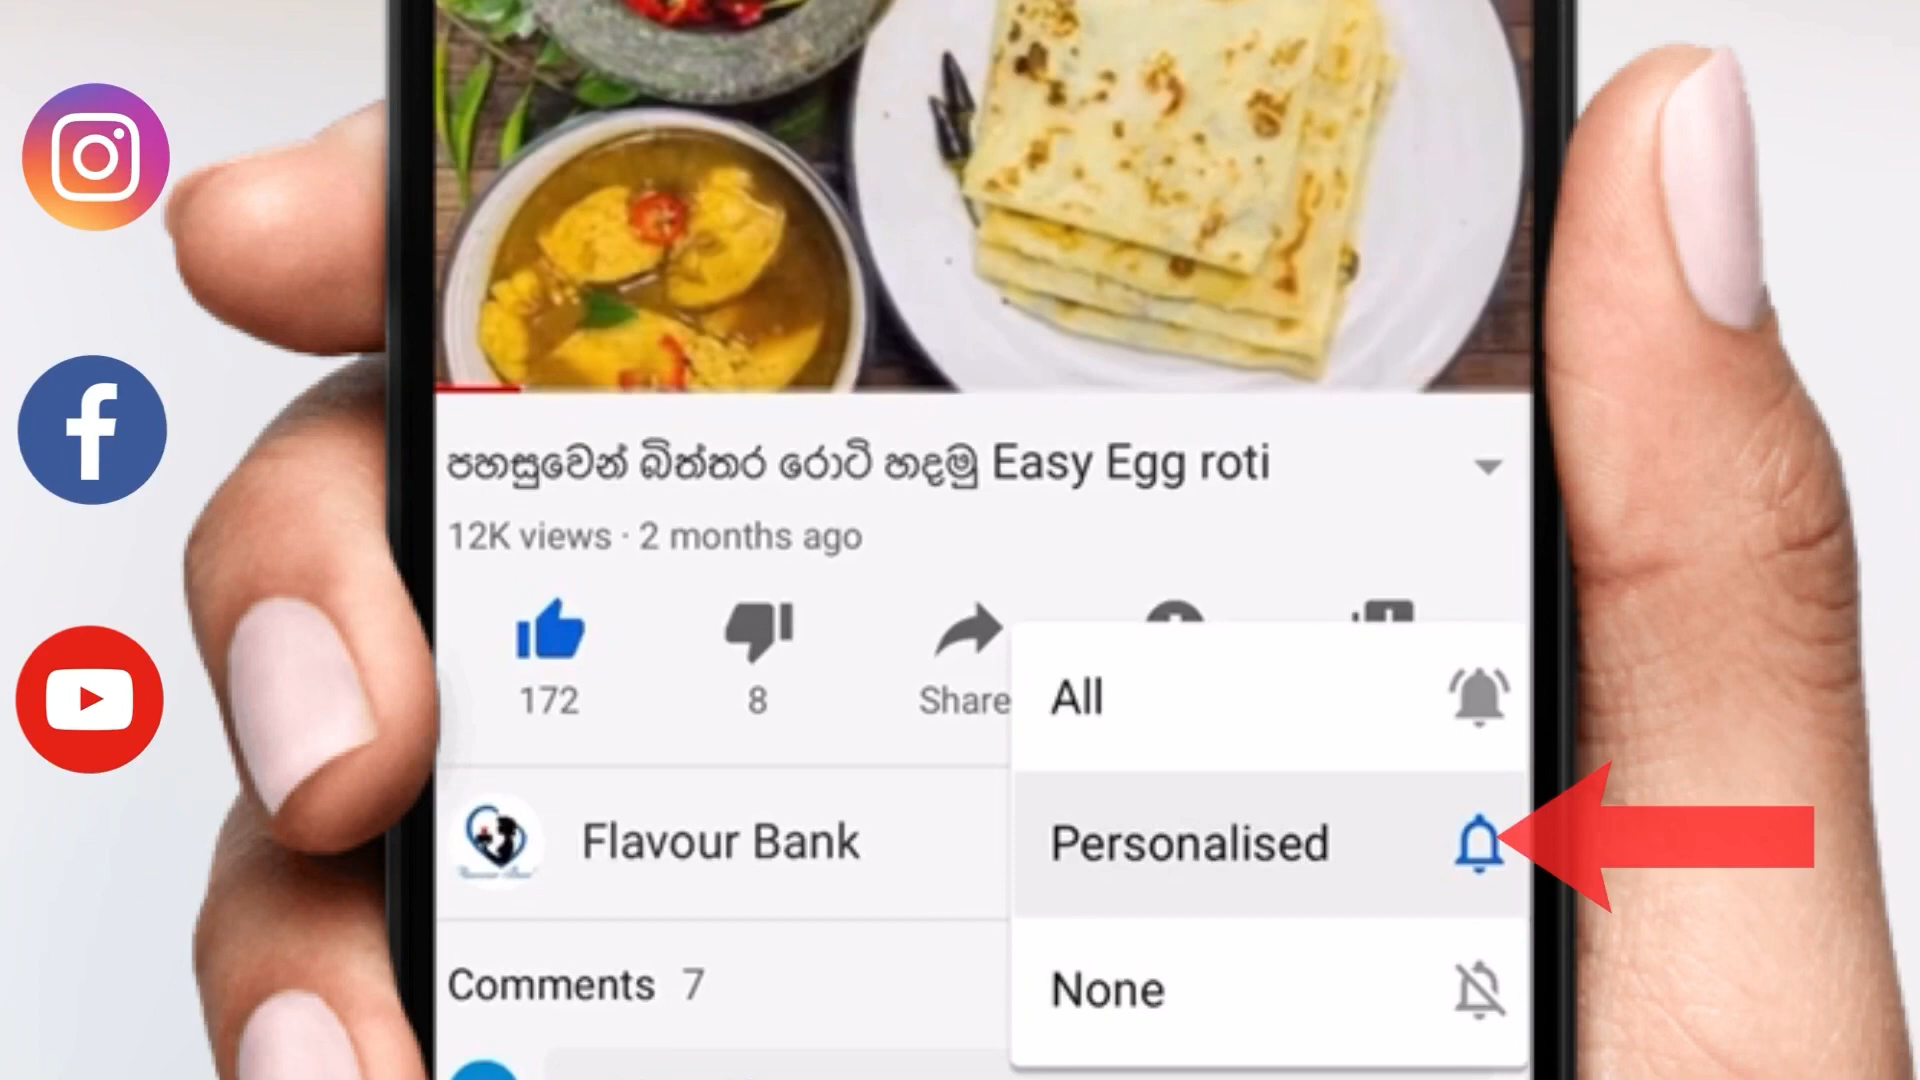 පහසුවෙන් බිත්තර රොටි හදමු Easy Egg roti
12K views · 2 months ago
172
8
Share
All
Flavour Bank
Personalised
Comments 7
None